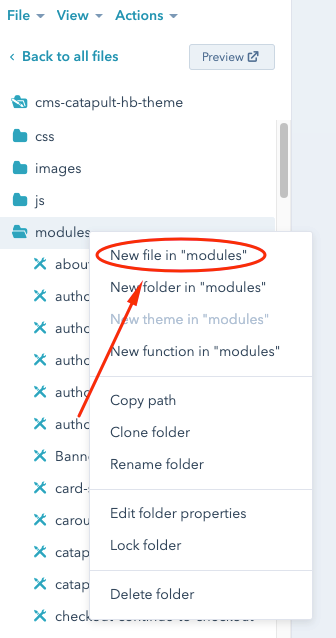 File View Actions
Back to all files
Preview
cms-catapult-hb-theme
css
images
js
modules
New file in "modules"
abou
New folder in "modules"
autho
New theme in "modules"
autho
New function in "modules"
autho
Copy path
autho
Clone folder
autho
Rename folder
Bann
card-s
Edit folder properties
carou
Lock folder
catap
catap
Delete folder
checkout-continue-to-checkout